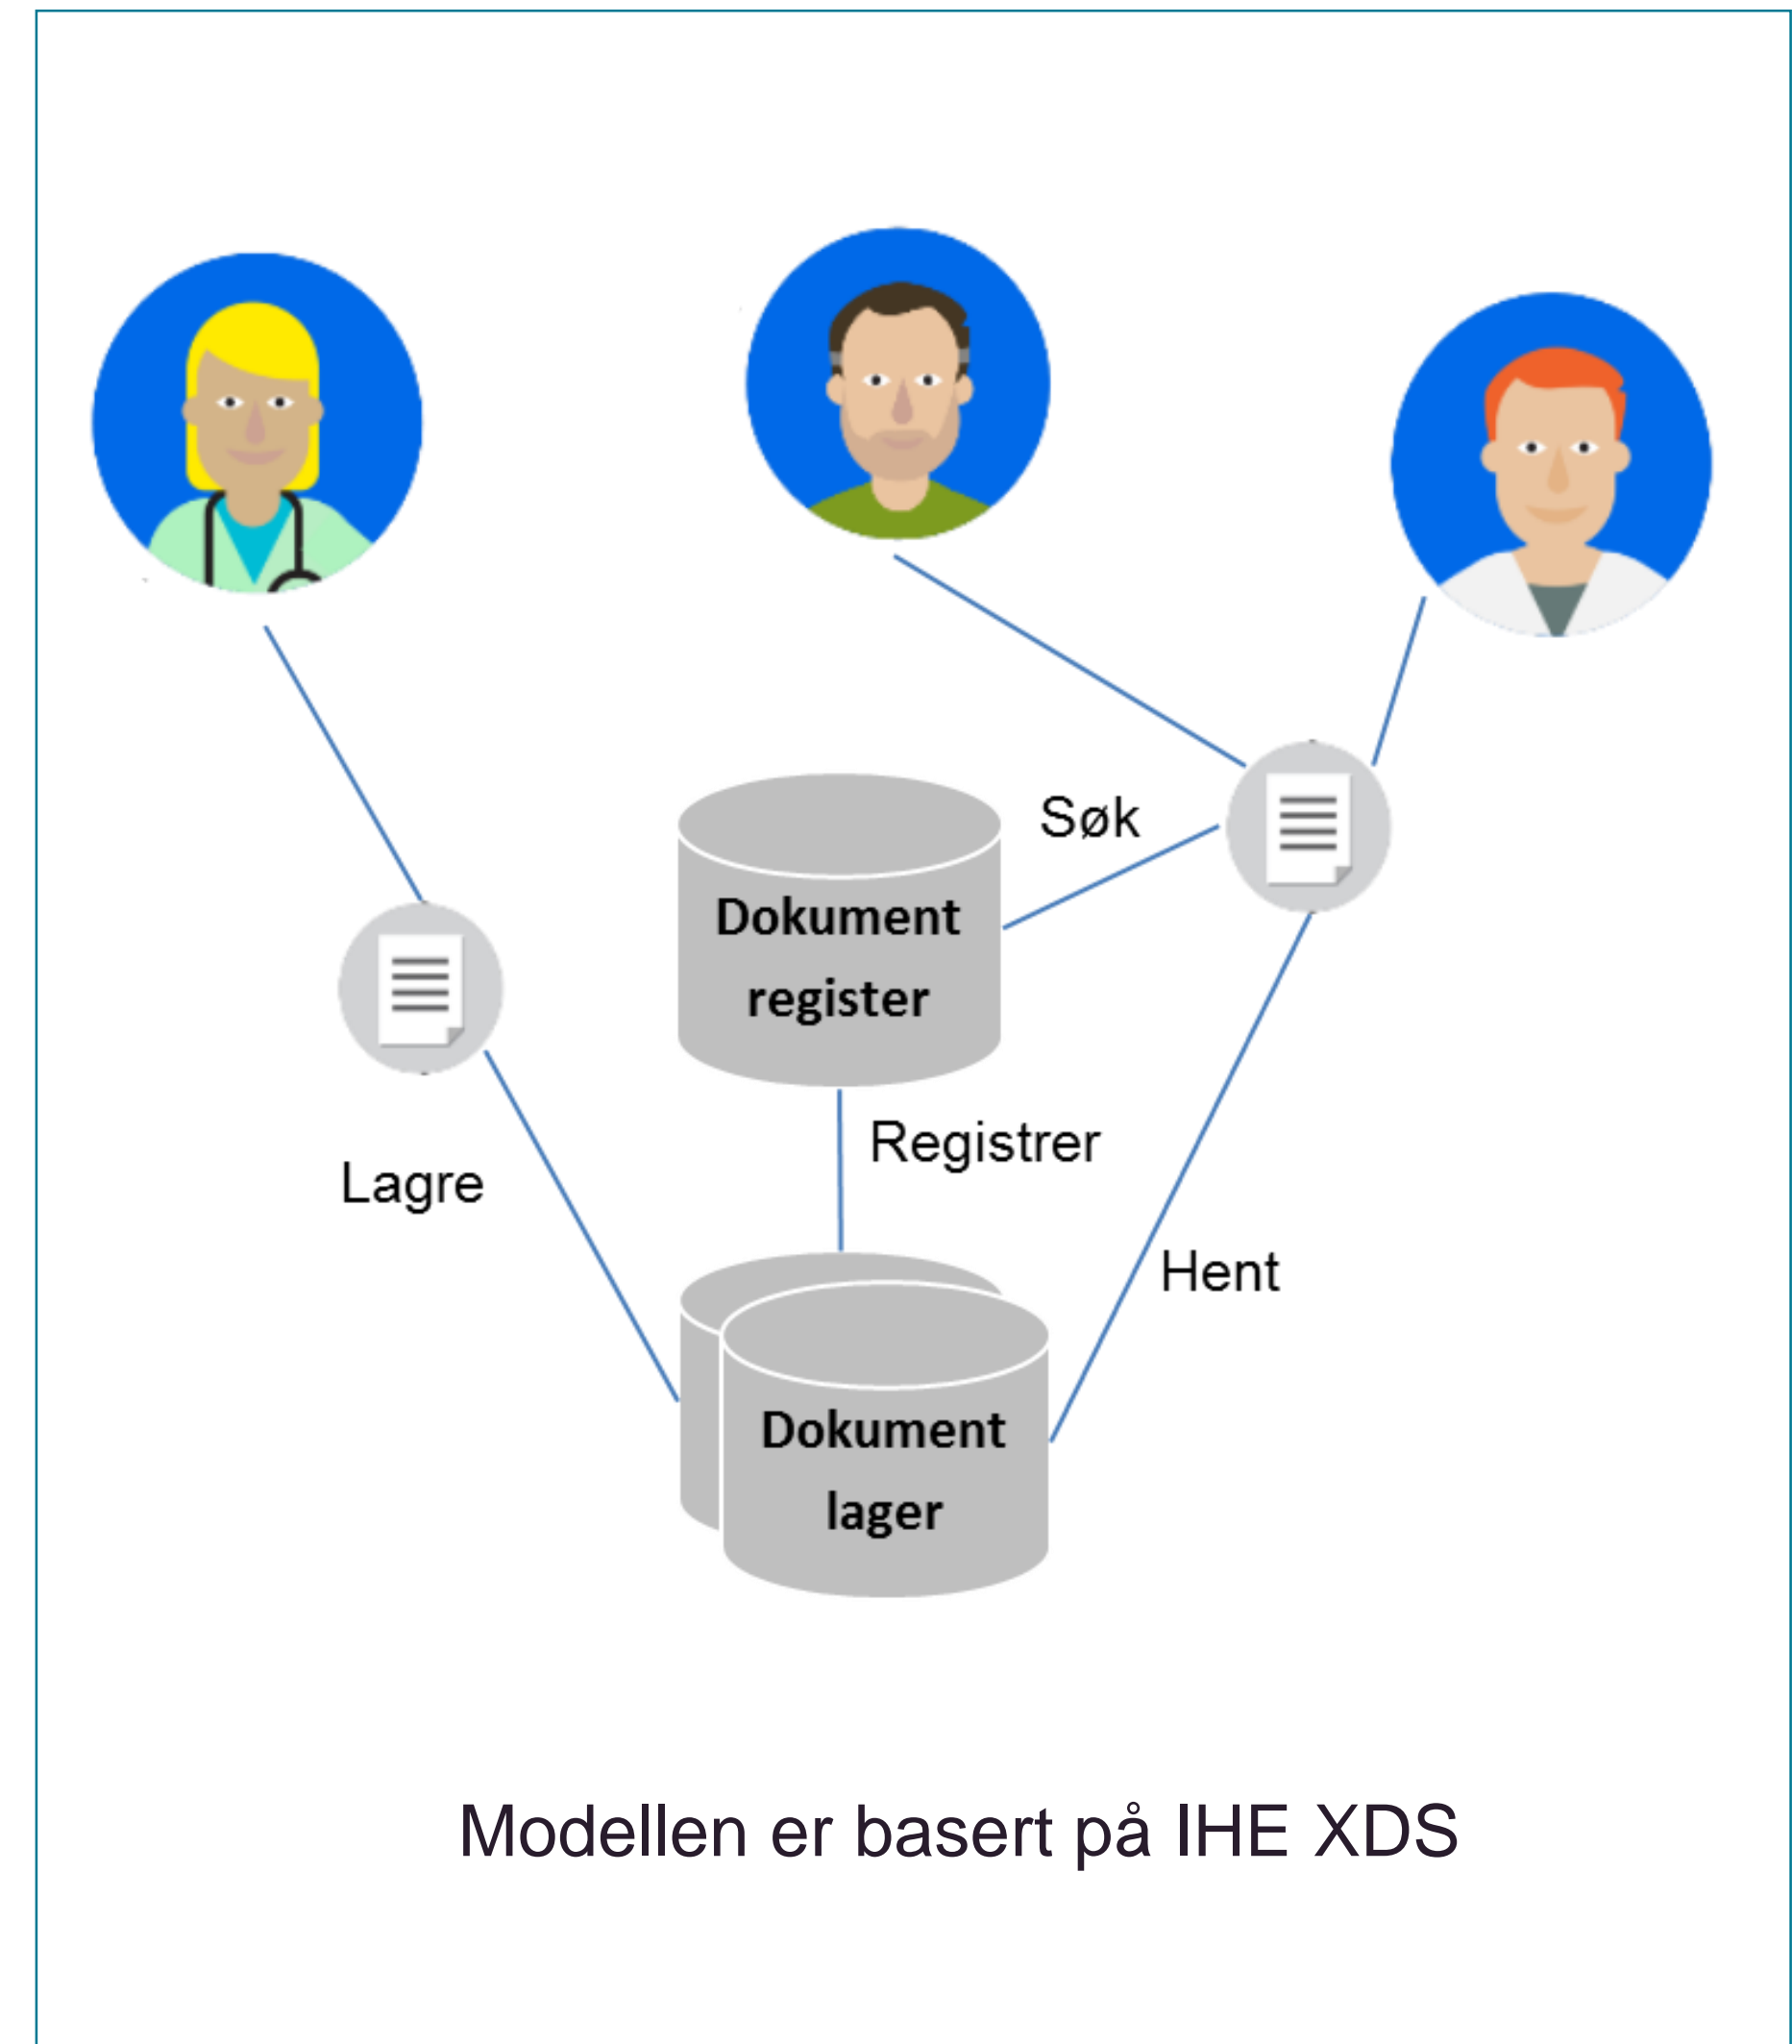 Søk
Dokument
register
Registrer
Lagre
Hent
Dokument
lager
Modellen er basert på IHE XDS